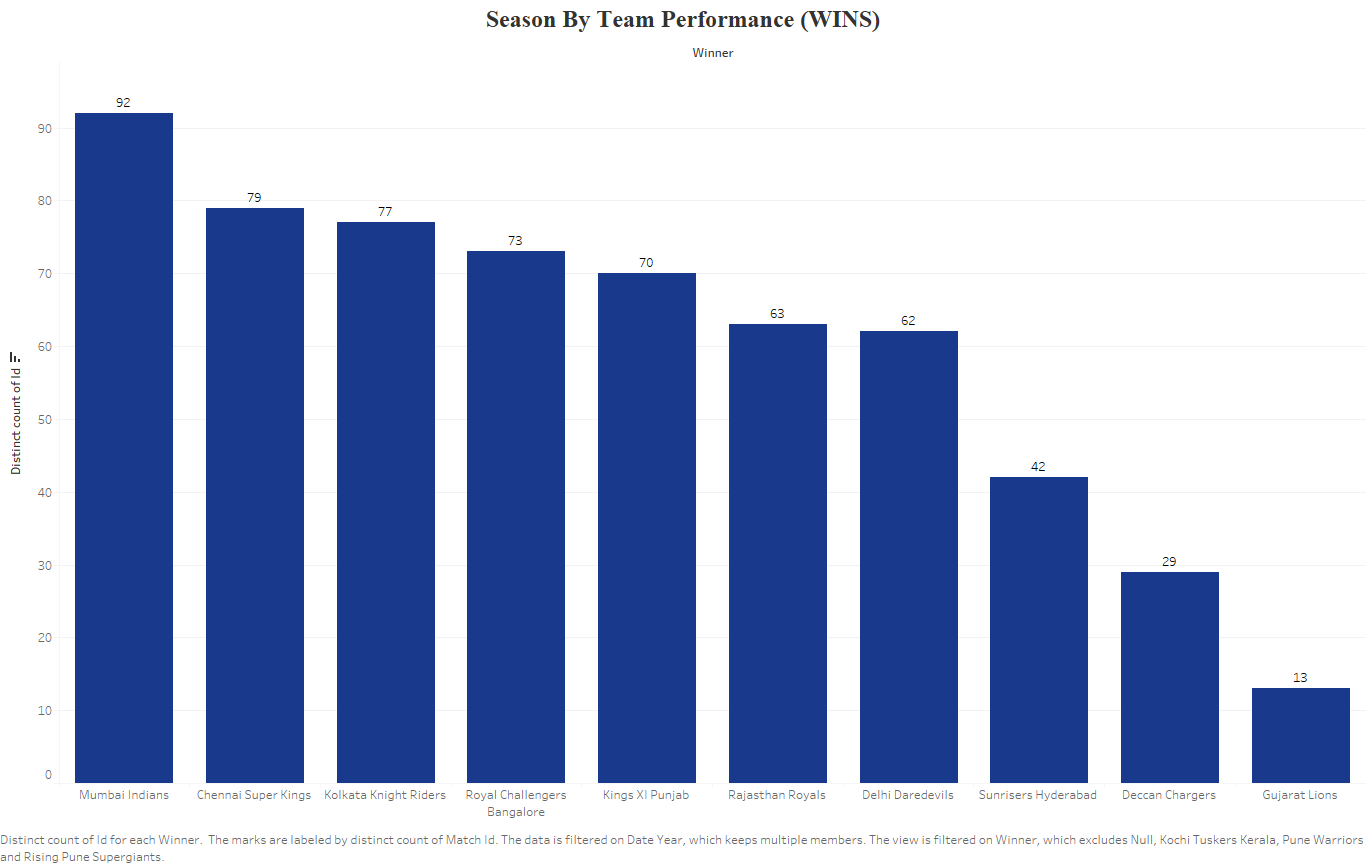 Season By Team Performance (WINS)
Winner
92
79
77
73
70
63
62
42
29
13
90
80
70
60
50
40
30
20
10
0
Distinct count of Id
Mumbai Indians
Chennai Super Kings
Kolkata Knight Riders
Royal Challengers
Bangalore
Kings XI Punjab
Rajasthan Royals
Delhi Daredevils
Sunrisers Hyderabad
Deccan Chargers
Gujarat Lions
Distinct count of Id for each Winner.  The marks are labeled by distinct count of Match Id. The data is filtered on Date Year, which keeps multiple members. The view is filtered on Winner, which excludes Null, Kochi Tuskers Kerala, Pune Warriors
and Rising Pune Supergiants.